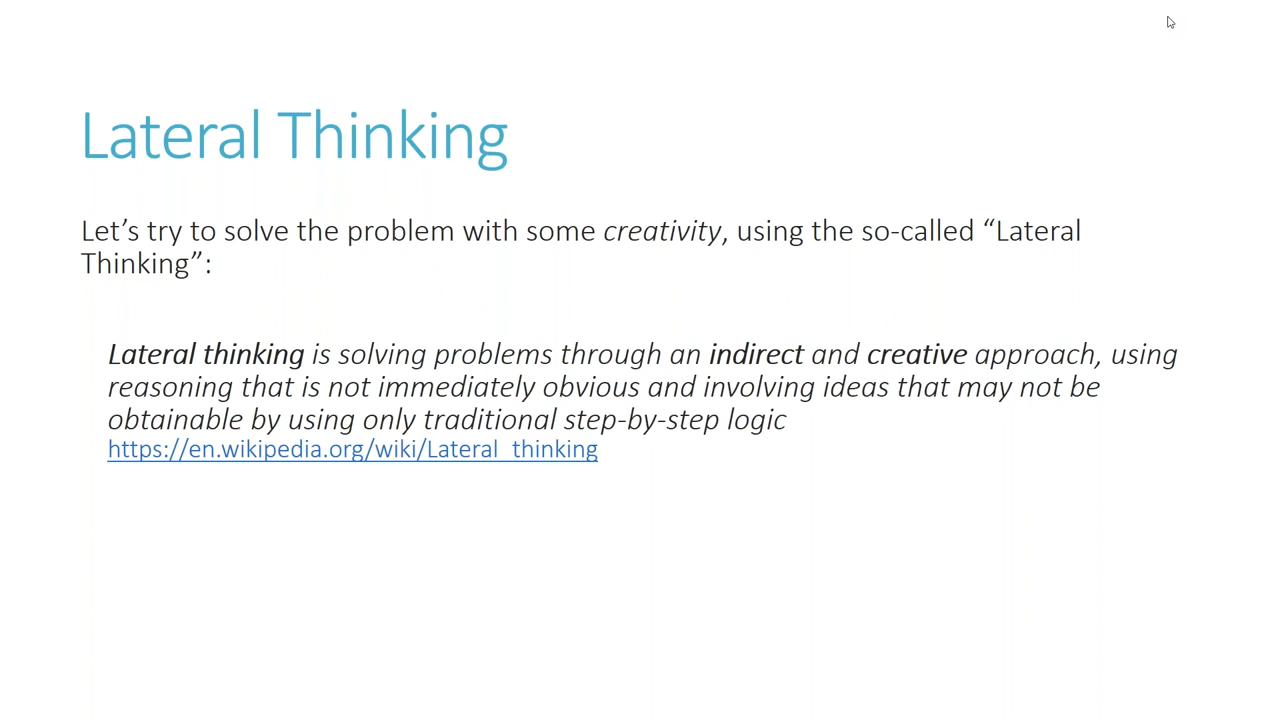 Lateral Thinking
Let’s try to solve the problem with some creativity, using the so-called “Lateral
Thinking”:
Lateral thinking is solving problems through an indirect and creative approach, using
reasoning that is not immediately obvious and involving ideas that may not be
obtainable by using only traditional step-by-step logic
https://en.wikipedia.org/wiki/Lateral_thinking